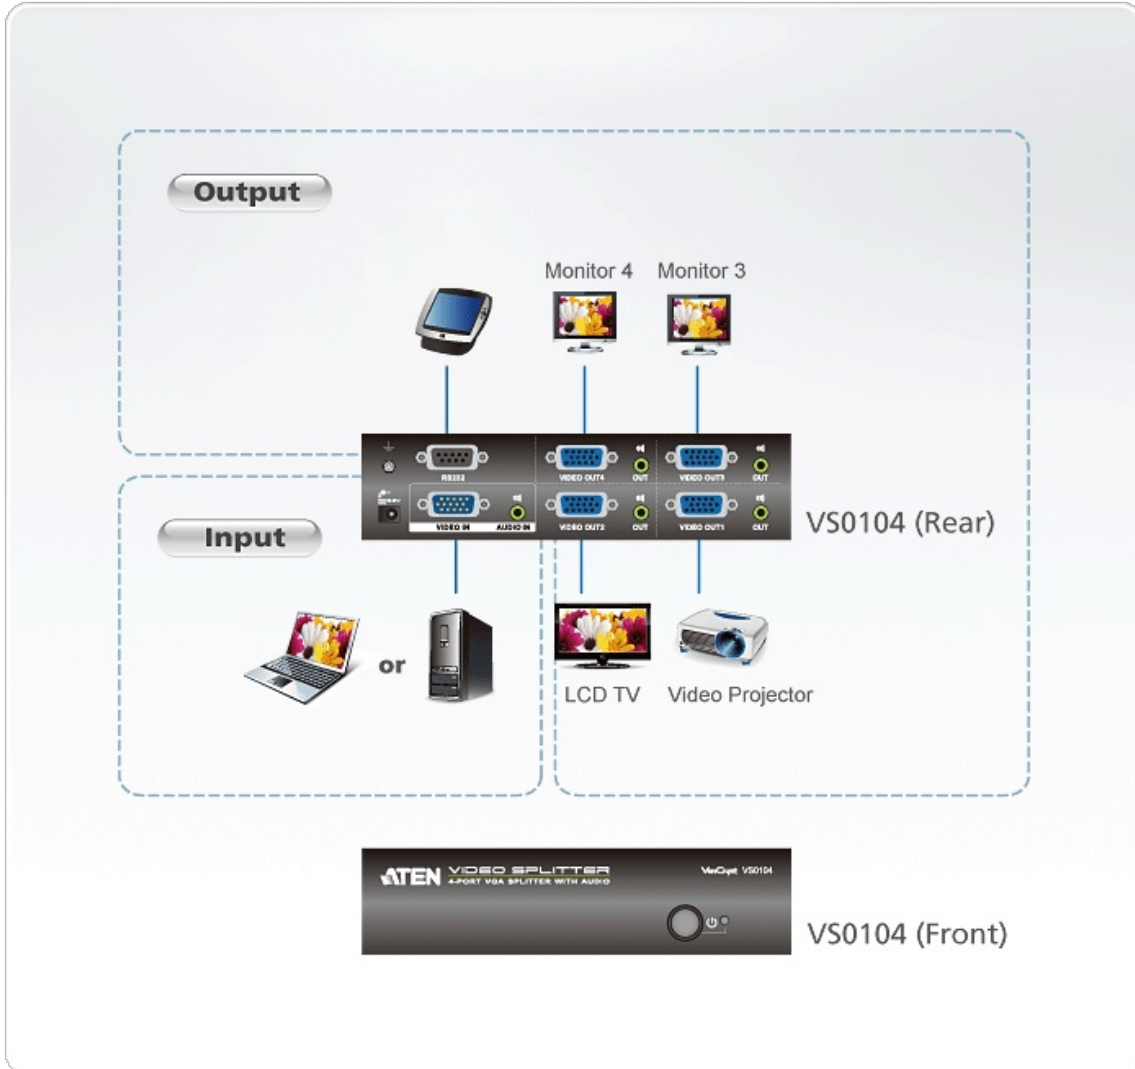 Output
Monitor 4 Monitor 3
RS232
VIDEO OUT4 OUT VIDEO OUT3 OUT
VIDEO IN AUDIO IN VIDEO OUT2 OUT VIDEO OUT1 OUT
VS0104 (Rear)
Input
or
LCD TV Video Projector
ATEN VIDEO SPLITTER
4-PORT VGA SPLITTER WITH AUDIO
VanCryst VS0104
VS0104 (Front)